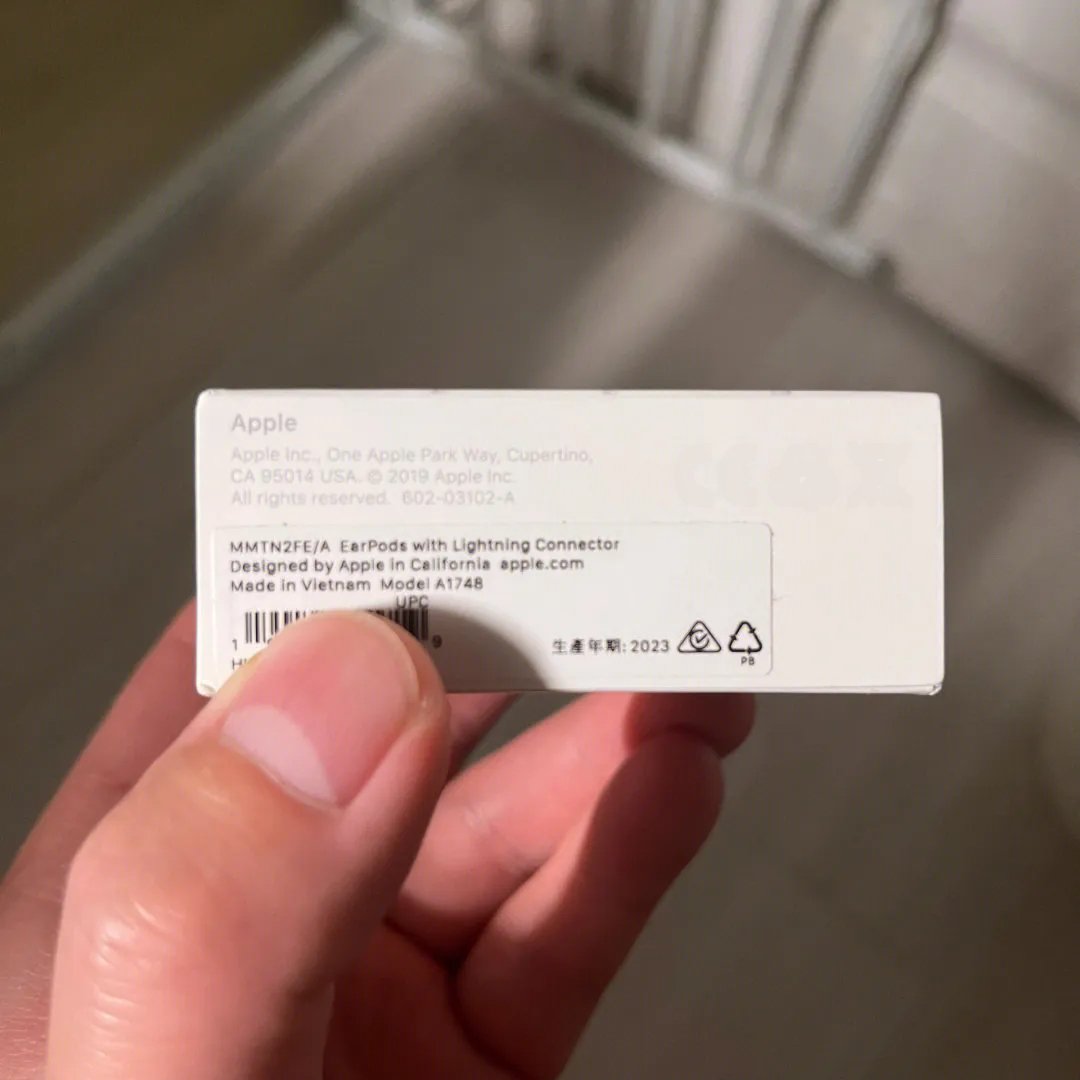 Apple
Apple Inc., One Apple Park Way, Cupertino,
CA 95014 USA. © 2019 Apple Inc.
All rights reserved. 602-03102-A
MMTN2FE/A EarPods with Lightning Connector
Designed by Apple in California apple.com
Made in Vietnam Model A1748
UPC
1 9
生產年期: 2023
PB